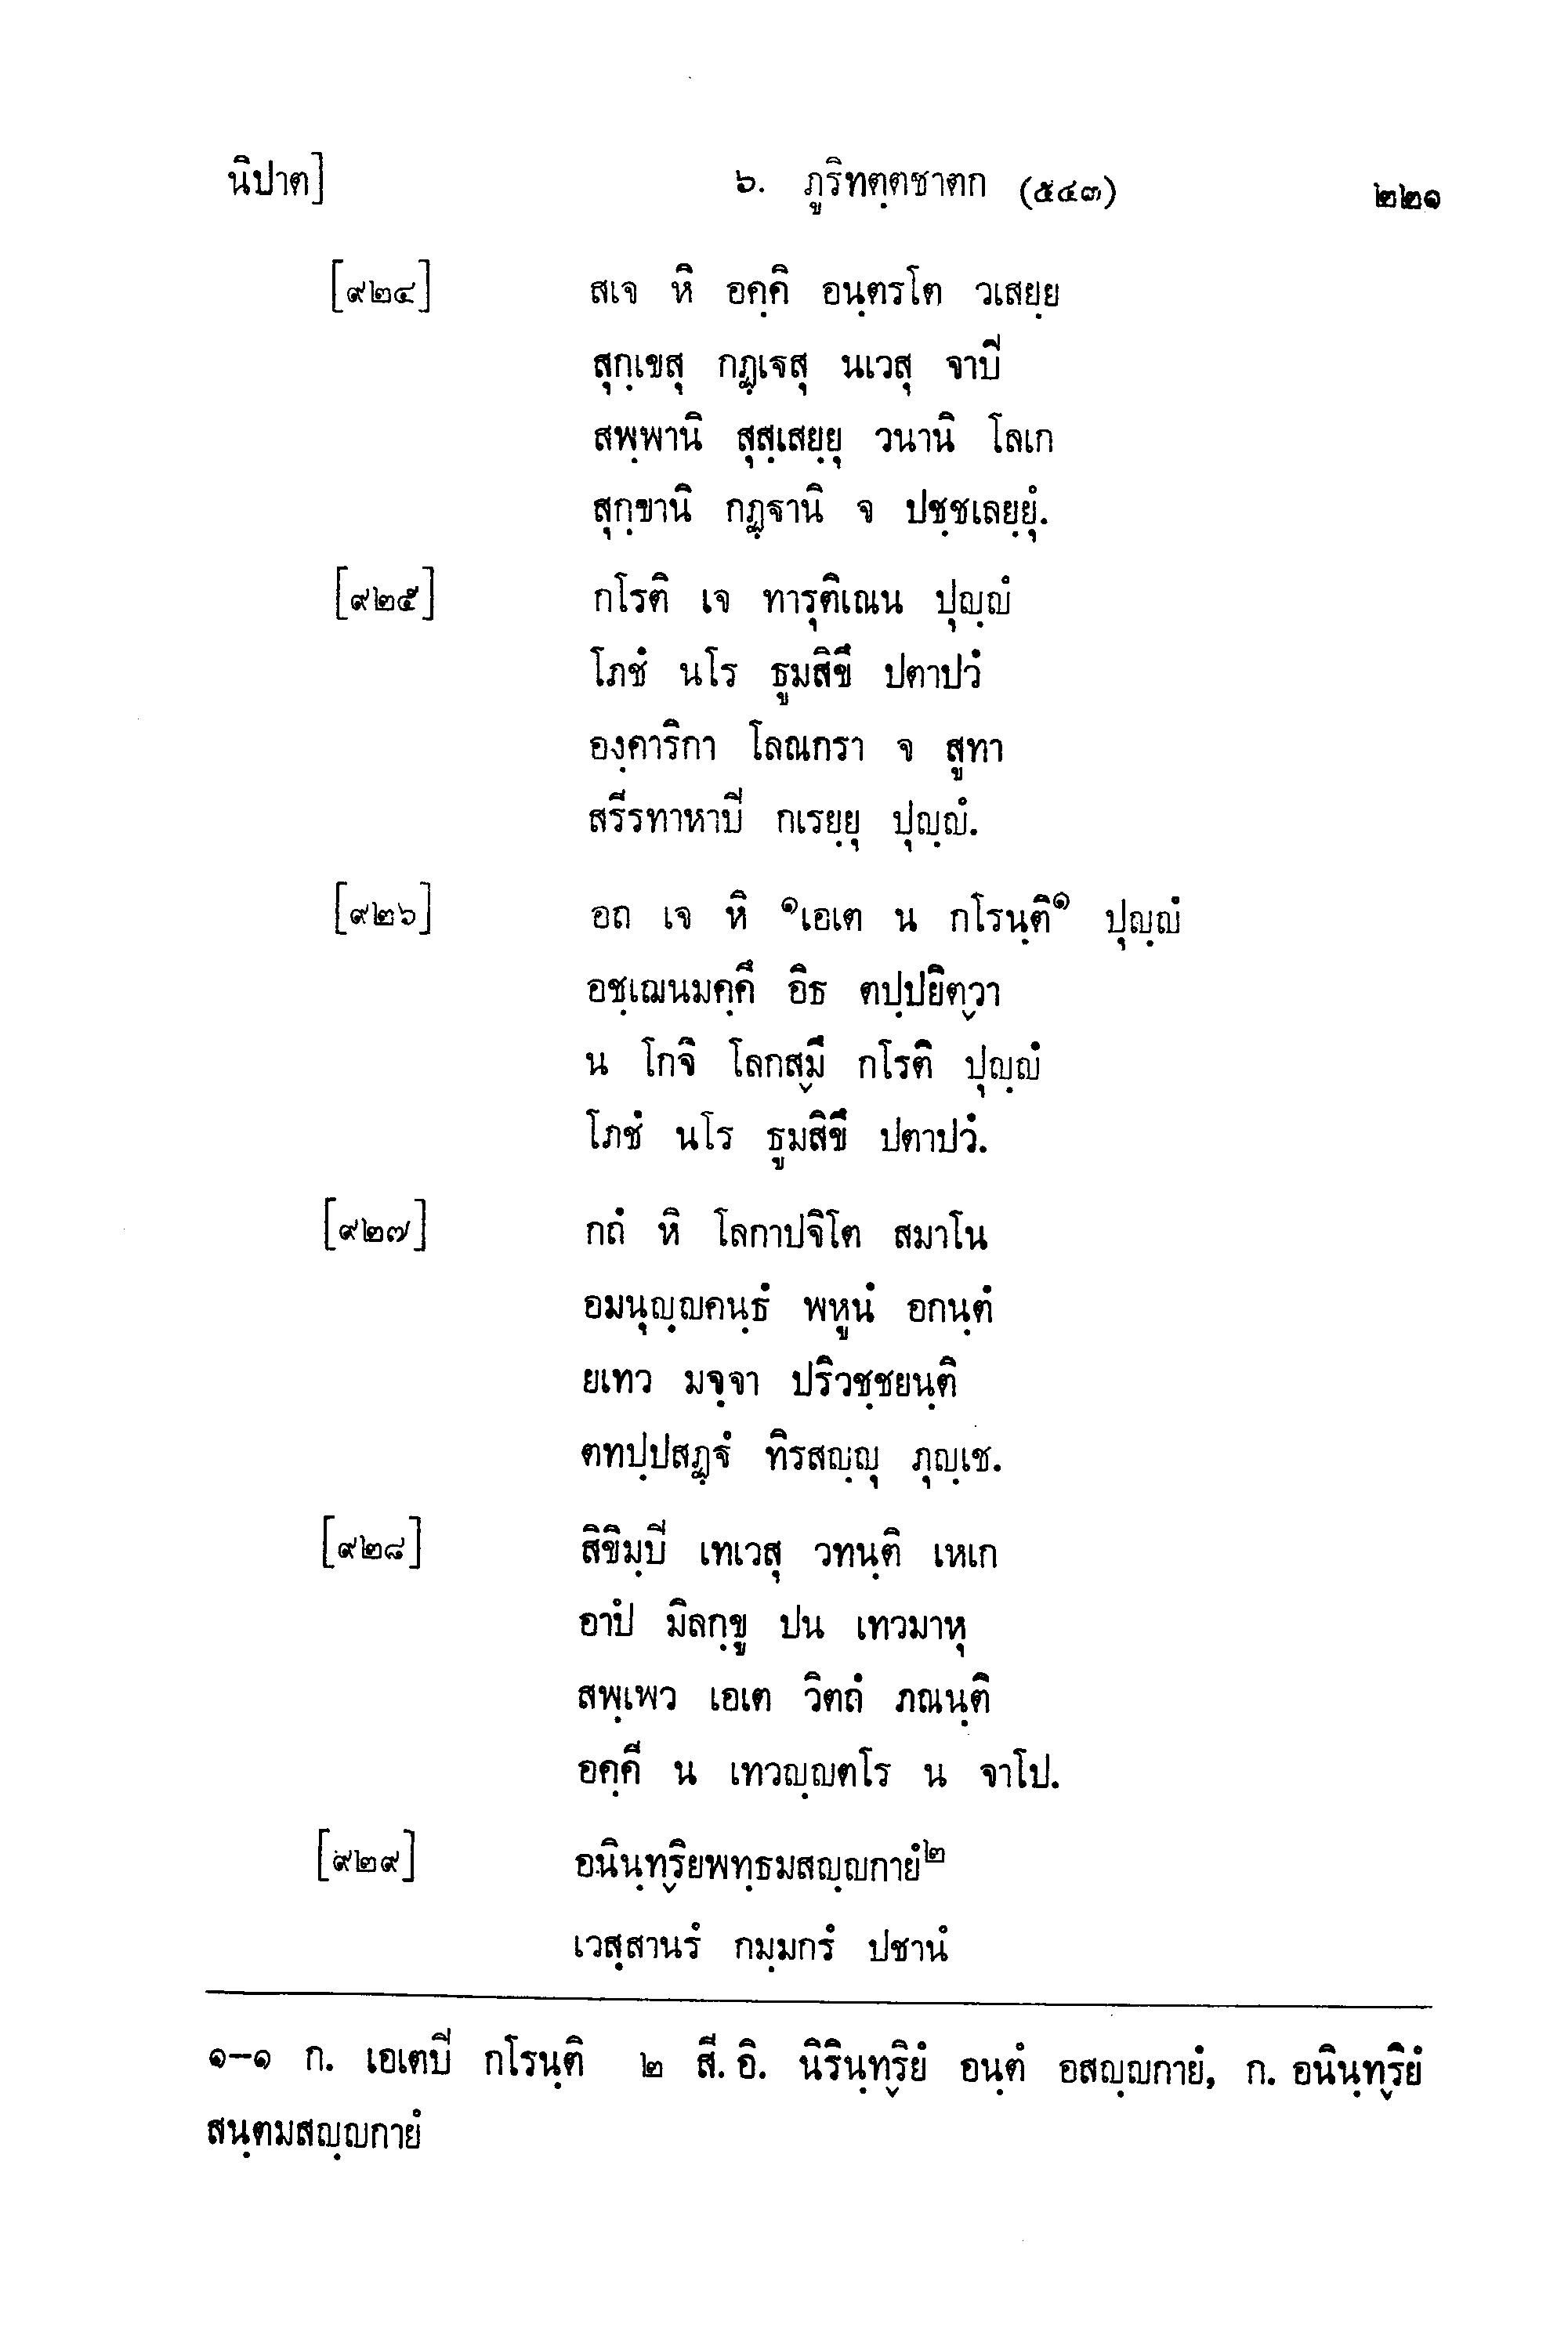 นิปาต] ๖. ภูริทตฺตชาตก (๕๔๓) ๒๒๑
[๙๒๔] สเจ หิ อคฺคิ อนฺตรโต วเสยฺย
สุกฺเขสุ กฏฺเฐสุ นเวสุ จาปี
สพฺพานิ สุสฺเสยฺยุ วนานิ โลเก
สุกฺขานิ กฏฺฐานิ จ ปชฺชเลยฺยุํ.
[๙๒๕] กโรติ เจ ทารุติเณน ปุญฺญํ
โภชํ นโร ธูมสิขึ ปตาปวํ
องฺคาริกา โลณกรา จ สูทา
สรีรทาหาปี กเรยฺยุ ปุญฺญํ.
[๙๒๖] อถ เจ หิ ๑เอเต น กโรนฺติ๑ ปุญฺญํ
อชฺเฌนมคฺคึ อิธ ตปฺปยิตฺวา
น โกจิ โลกสฺมึ กโรติ ปุญฺญํ
โภชํ นโร ธูมสิขึ ปตาปวํ.
[๙๒๗] กถํ หิ โลกาปจิโต สมาโน
อมนุญฺญคนฺธํ พหูนํ อกนฺตํ
ยเทว มจฺจา ปริวชฺชยนฺติ
ตทปฺปสฏฺฐํ ทิรสญฺญุ ภุญฺเช.
[๙๒๘] สิขิมฺปี เทเวสุ วทนฺติ เหเก
อาปํ มิลกฺขู ปน เทวมาหุ
สพฺเพว เอเต วิตถํ ภณนฺติ
อคฺคี น เทวญฺญตโร น จาโป.
[๙๒๙] อนินฺทฺริยพทฺธมสญฺญกายํ๒
เวสฺสานรํ กมฺมกรํ ปชานํ
๑-๑ ก. เอเตปี กโรนฺติ ๒ สี. อิ. นิรินฺทฺริยํ อนฺตํ อสญฺญกายํ, ก. อนินฺทฺริยํ
สนฺตมสญฺญกายํ